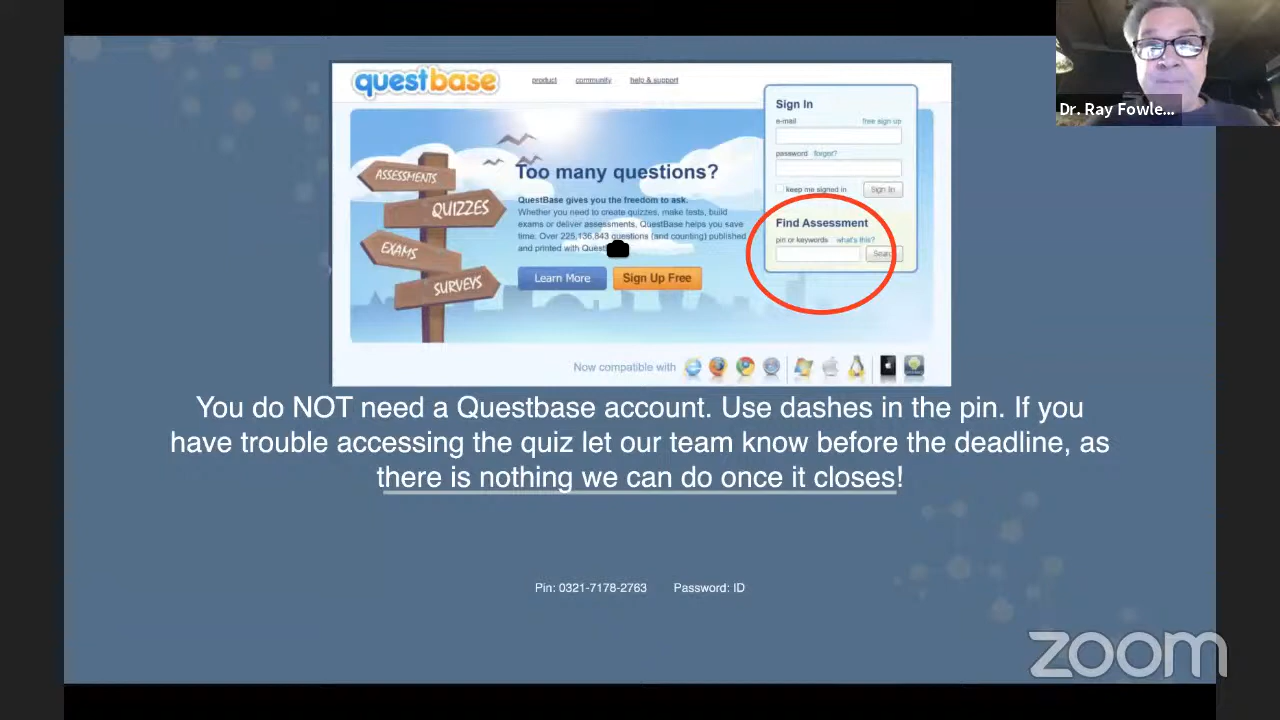 questbase
product community help & support
Sign In
e-mail free sign up
password forgot?
keep me signed in Sign In
Find Assessment
pin or keywords what's this?
ASSESSMENTS
QUIZZES
EXAMS
SURVEYS
Too many questions?
QuestBase gives you the freedom to ask.
Whether you need to create quizzes, make tests, build
exams or deliver assessments, QuestBase helps you save
time. Over 225,136,843 questions (and counting) published
and printed with
Learn More Sign Up Free
Now compatible with
Dr. Ray Fowle...
You do NOT need a Questbase account. Use dashes in the pin. If you
have trouble accessing the quiz let our team know before the deadline, as
there is nothing we can do once it closes!
Pin: 0321-7178-2763 Password: ID
zoom